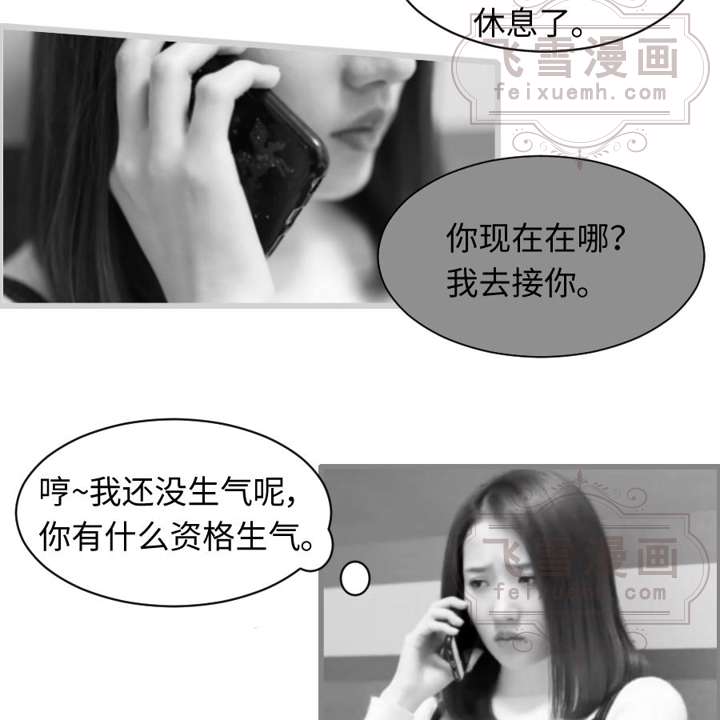 休息了。
飞雪漫画
feixuemh.com
你现在在哪？
我去接你。
哼~我还没生气呢，
你有什么资格生气。
飞雪漫画
feixuemh.com